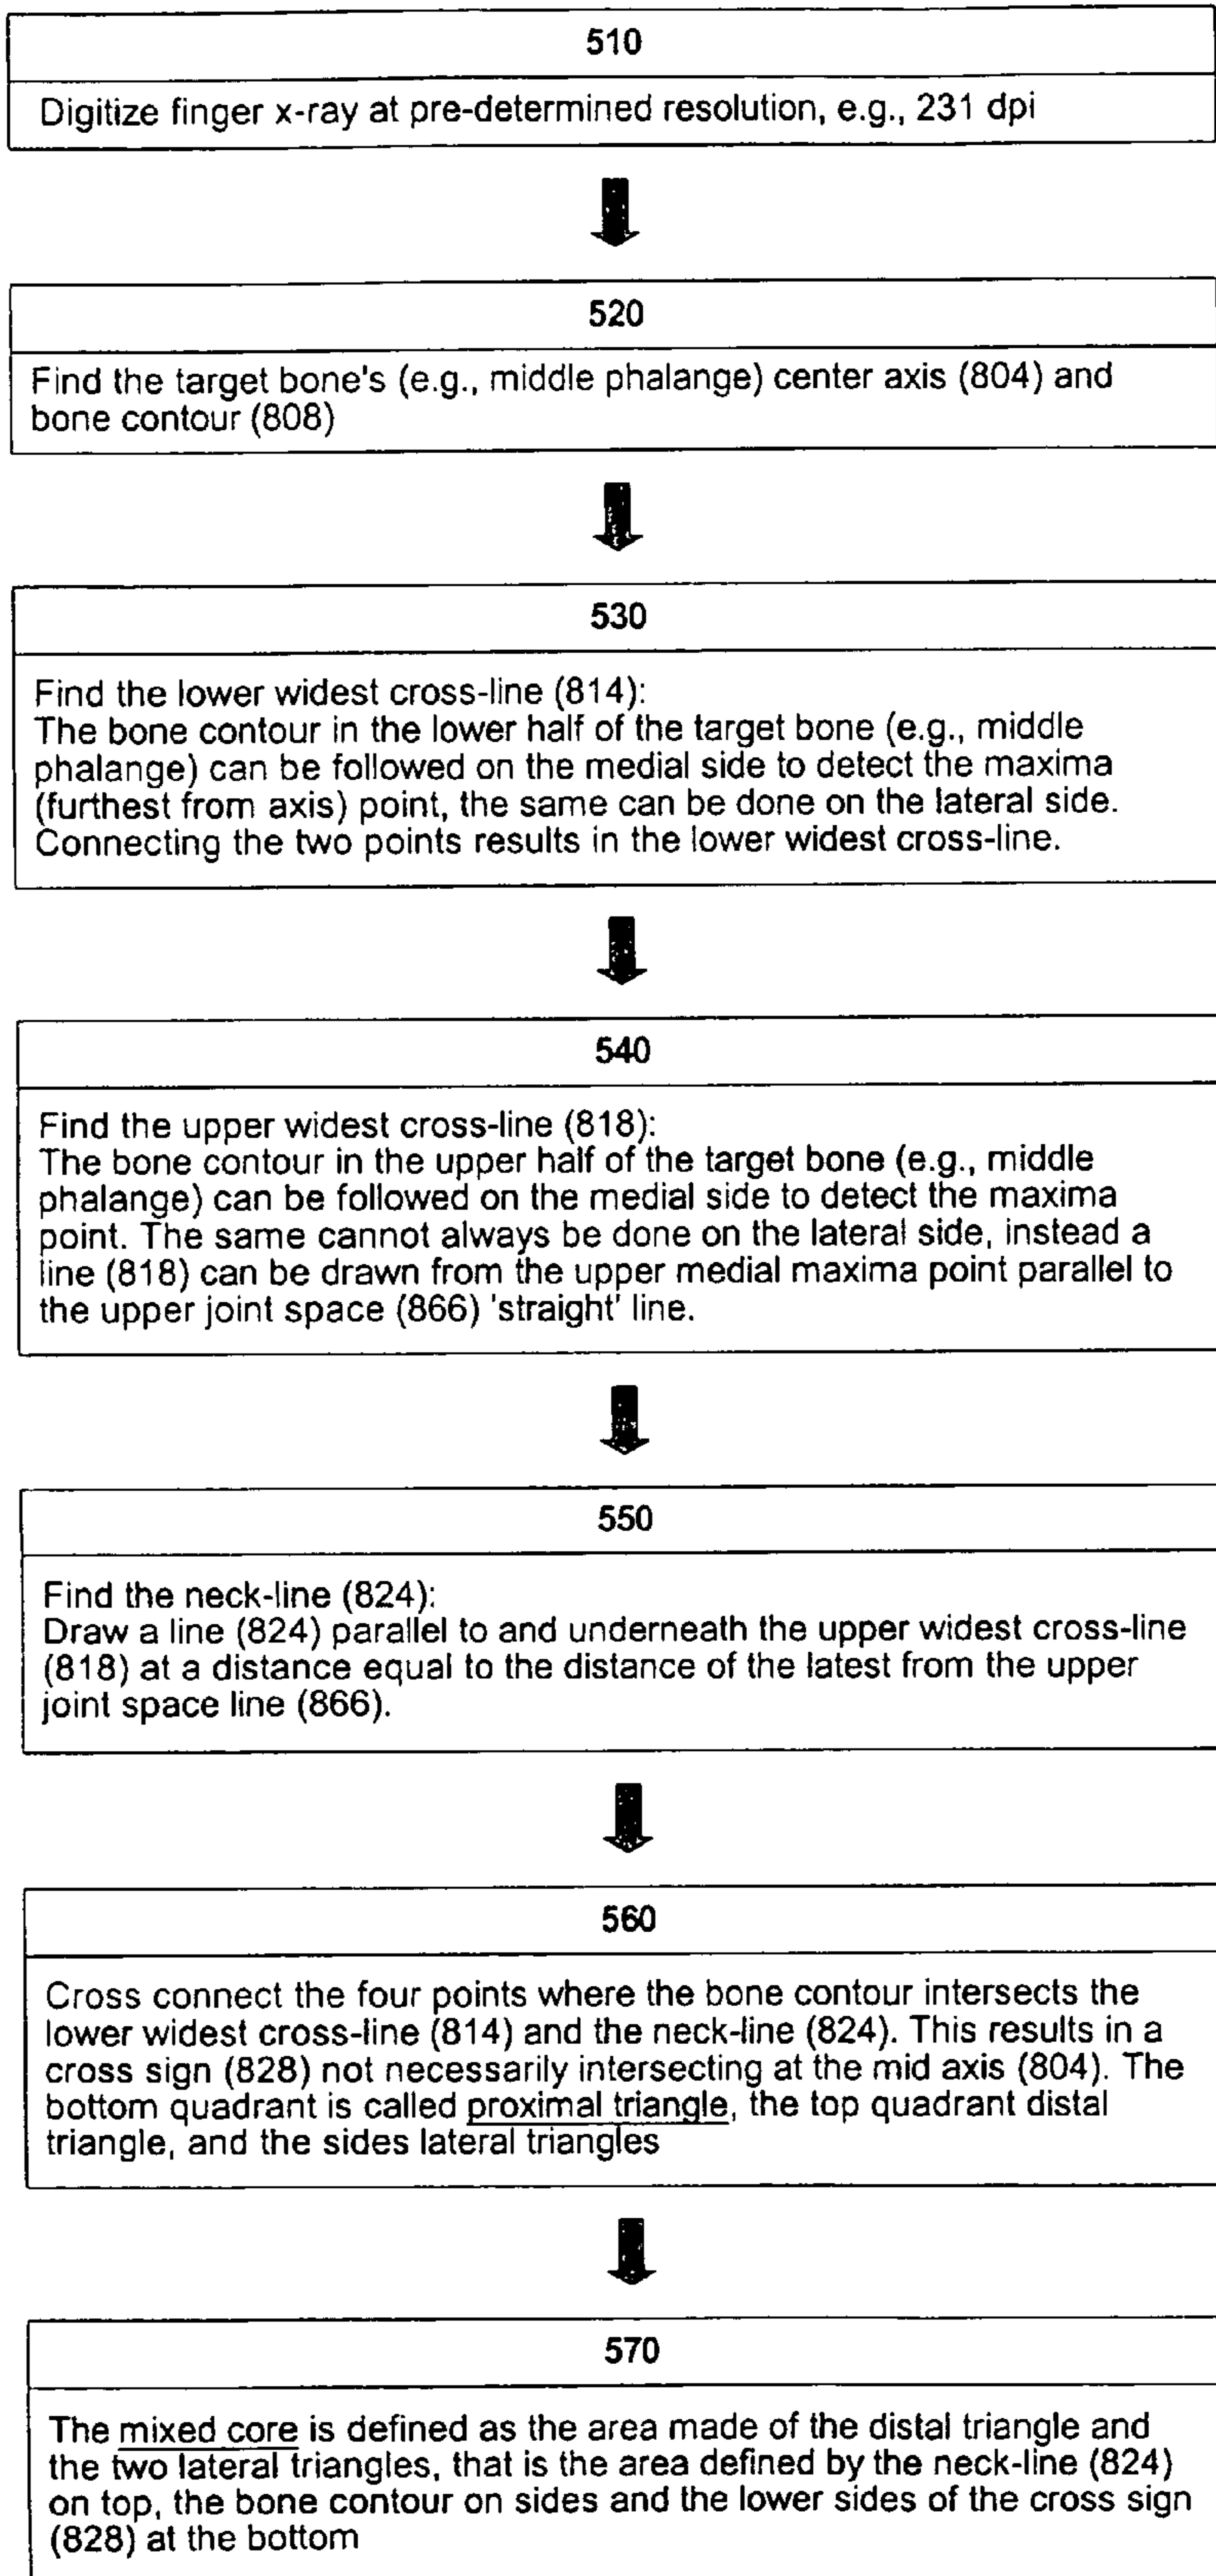 510
Digitize finger x-ray at pre-determined resolution, e.g., 231 dpi
520
Find the target bone's (e.g., middle phalange) center axis (804) and
bone contour (808)
530
Find the lower widest cross-line (814):
The bone contour in the lower half of the target bone (e.g., middle
phalange) can be followed on the medial side to detect the maxima
(furthest from axis) point, the same can be done on the lateral side.
Connecting the two points results in the lower widest cross-line.
540
Find the upper widest cross-line (818):
The bone contour in the upper half of the target bone (e.g., middle
phalange) can be followed on the medial side to detect the maxima
point. The same cannot always be done on the lateral side, instead a
line (818) can be drawn from the upper medial maxima point parallel to
the upper joint space (866) 'straight' line.
550
Find the neck-line (824):
Draw a line (824) parallel to and underneath the upper widest cross-line
(818) at a distance equal to the distance of the latest from the upper
joint space line (866).
560
Cross connect the four points where the bone contour intersects the
lower widest cross-line (814) and the neck-line (824). This results in a
cross sign (828) not necessarily intersecting at the mid axis (804). The
bottom quadrant is called proximal triangle, the top quadrant distal
triangle, and the sides lateral triangles
570
The mixed core is defined as the area made of the distal triangle and
the two lateral triangles, that is the area defined by the neck-line (824)
on top, the bone contour on sides and the lower sides of the cross sign
(828) at the bottom